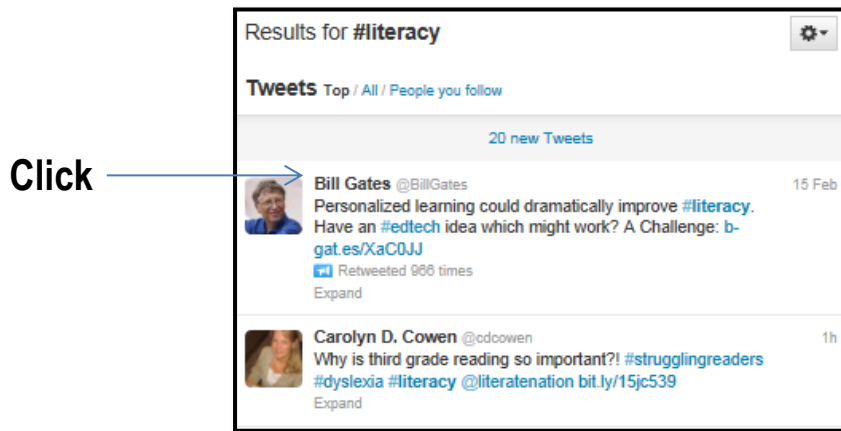 Results for #literacy
Tweets Top / All / People you follow
20 new Tweets
Click
Bill Gates @BillGates 15 Feb
Personalized learning could dramatically improve #literacy.
Have an #edtech idea which might work? A Challenge: b-
gat.es/XaC0JJ
Retweeted 966 times
Expand
Carolyn D. Cowen @cdcowen 1h
Why is third grade reading so important?! #strugglingreaders
#dyslexia #literacy @literatenation bit.ly/15jc539
Expand